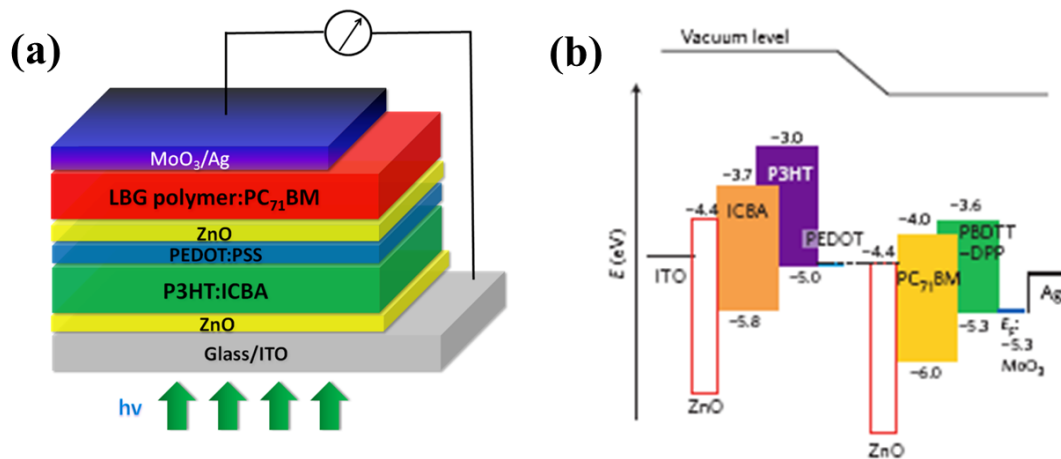 (a)
MoO₃/Ag
LBG polymer:PC₇₁BM
ZnO
PEDOT:PSS
P3HT:ICBA
ZnO
Glass/ITO
hv
(b)
Vacuum level
E (eV)
ITO
−4.4
ZnO
−3.7
ICBA
−5.8
−3.0
P3HT
−5.0
PEDOT
−4.4
ZnO
−4.0
PC₇₁BM
−6.0
−3.6
PBDTT
−DPP
−5.3
E_F:
−5.3
MoO₃
Ag